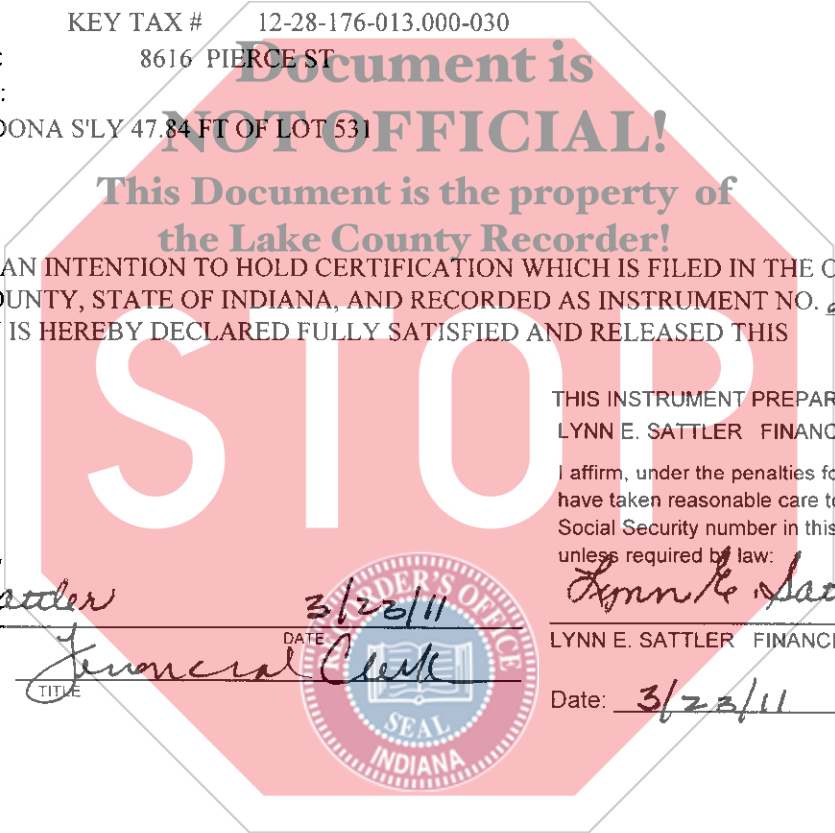 KEY TAX # 12-28-176-013.000-030
8616 PIERCE ST
:
DONA S'LY 47.84 FT OF LOT 531
Document is
NOT OFFICIAL!
This Document is the property of
the Lake County Recorder!
AN INTENTION TO HOLD CERTIFICATION WHICH IS FILED IN THE
OUNTY, STATE OF INDIANA, AND RECORDED AS INSTRUMENT NO.
IS HEREBY DECLARED FULLY SATISFIED AND RELEASED THIS
STOP
THIS INSTRUMENT PREPAR
LYNN E. SATTLER FINANC
I affirm, under the penalties fo
have taken reasonable care to
Social Security number in this
unless required by law:
attler 3/23/11
DATE
Financial Clerk
TITLE
Lynn E. Sat
LYNN E. SATTLER FINANCI
Date: 3/23/11
RECORDER'S OFFICE
SEAL
INDIANA